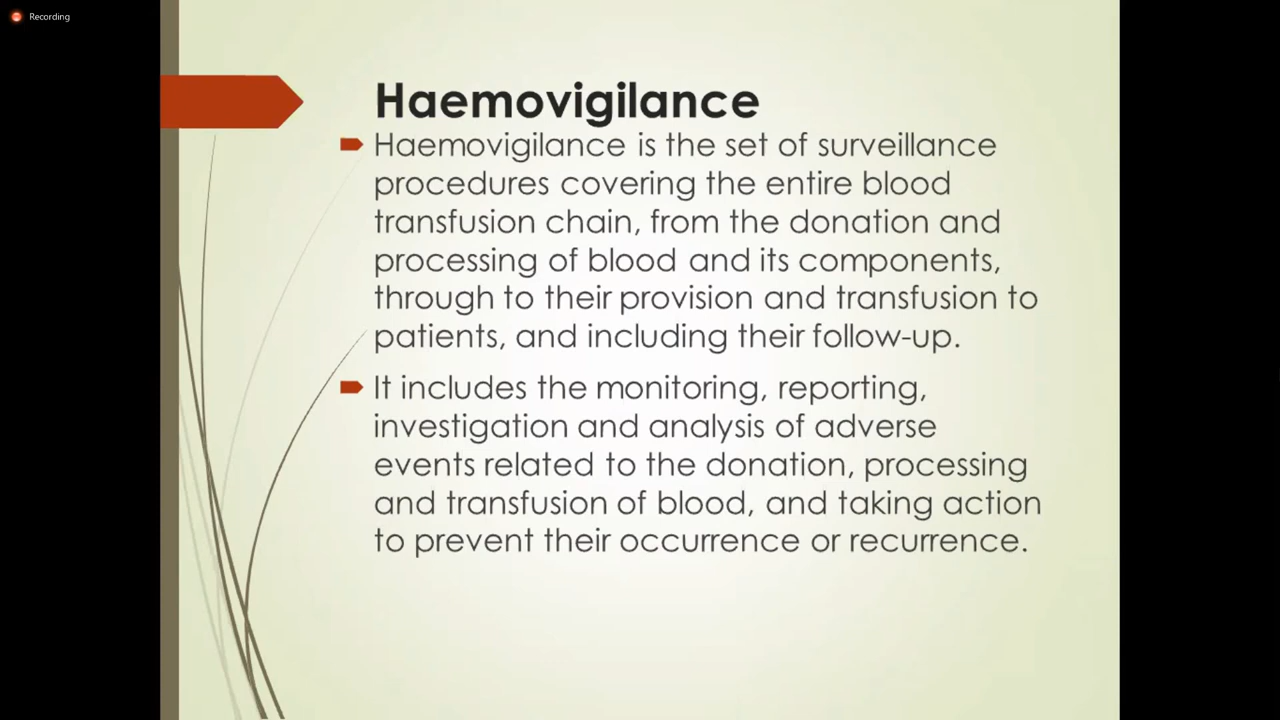 Recording
Haemovigilance
Haemovigilance is the set of surveillance
procedures covering the entire blood
transfusion chain, from the donation and
processing of blood and its components,
through to their provision and transfusion to
patients, and including their follow-up.
It includes the monitoring, reporting,
investigation and analysis of adverse
events related to the donation, processing
and transfusion of blood, and taking action
to prevent their occurrence or recurrence.